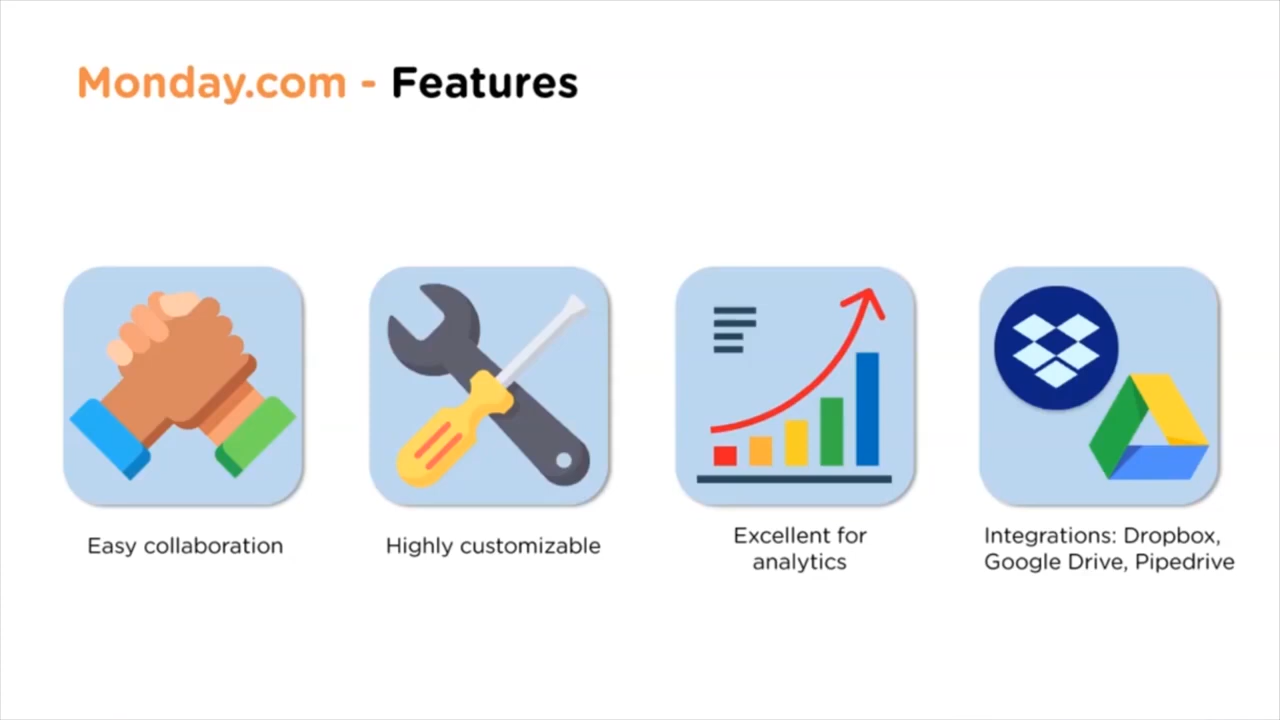 Monday.com - Features
Easy collaboration
Highly customizable
Excellent for
analytics
Integrations: Dropbox,
Google Drive, Pipedrive